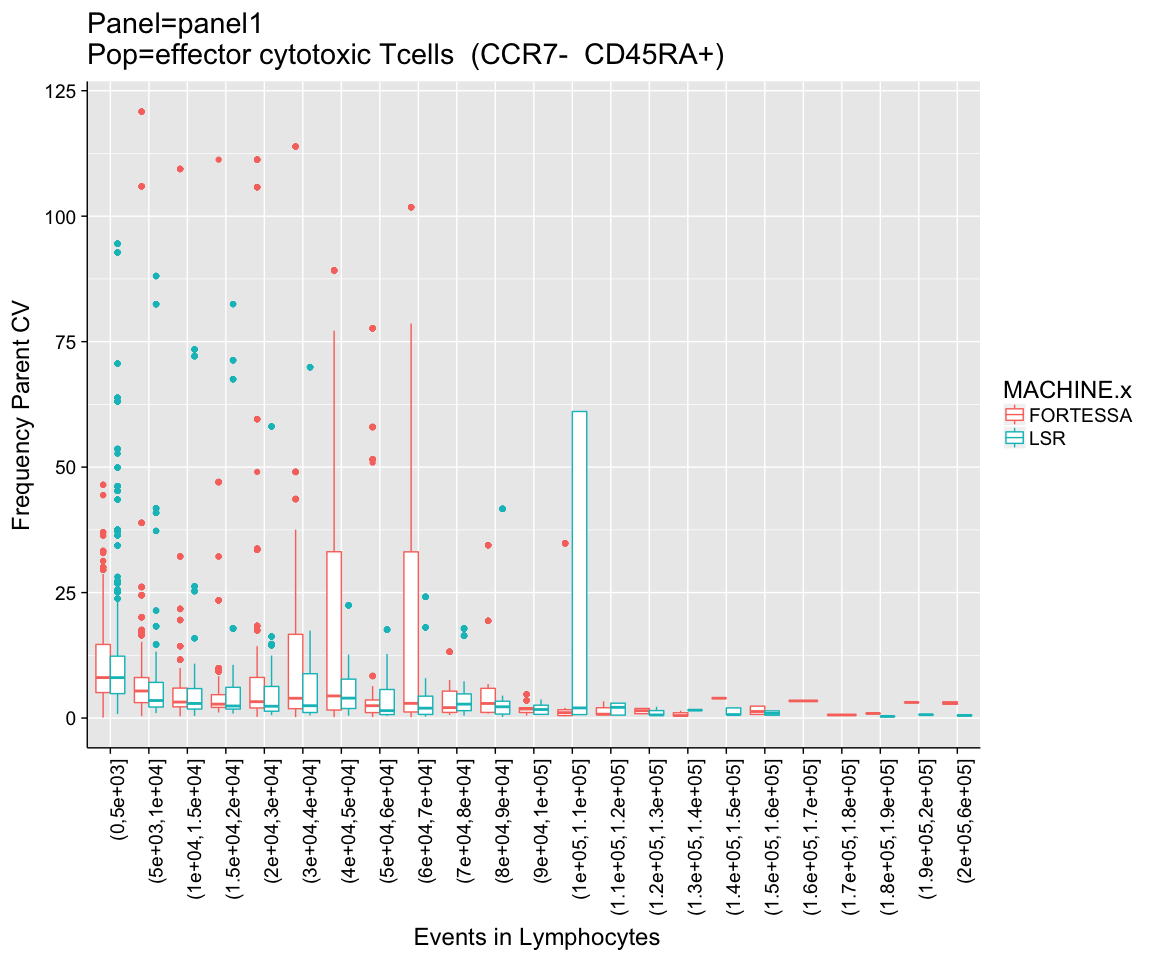 Panel=panel1
Pop=effector cytotoxic Tcells  (CCR7-  CD45RA+)
Frequency Parent CV
125
100
75
50
25
0
(0,5e+03]
(5e+03,1e+04]
(1e+04,1.5e+04]
(1.5e+04,2e+04]
(2e+04,3e+04]
(3e+04,4e+04]
(4e+04,5e+04]
(5e+04,6e+04]
(6e+04,7e+04]
(7e+04,8e+04]
(8e+04,9e+04]
(9e+04,1e+05]
(1e+05,1.1e+05]
(1.1e+05,1.2e+05]
(1.2e+05,1.3e+05]
(1.3e+05,1.4e+05]
(1.4e+05,1.5e+05]
(1.5e+05,1.6e+05]
(1.6e+05,1.7e+05]
(1.7e+05,1.8e+05]
(1.8e+05,1.9e+05]
(1.9e+05,2e+05]
(2e+05,6e+05]
Events in Lymphocytes
MACHINE.x
FORTESSA
LSR